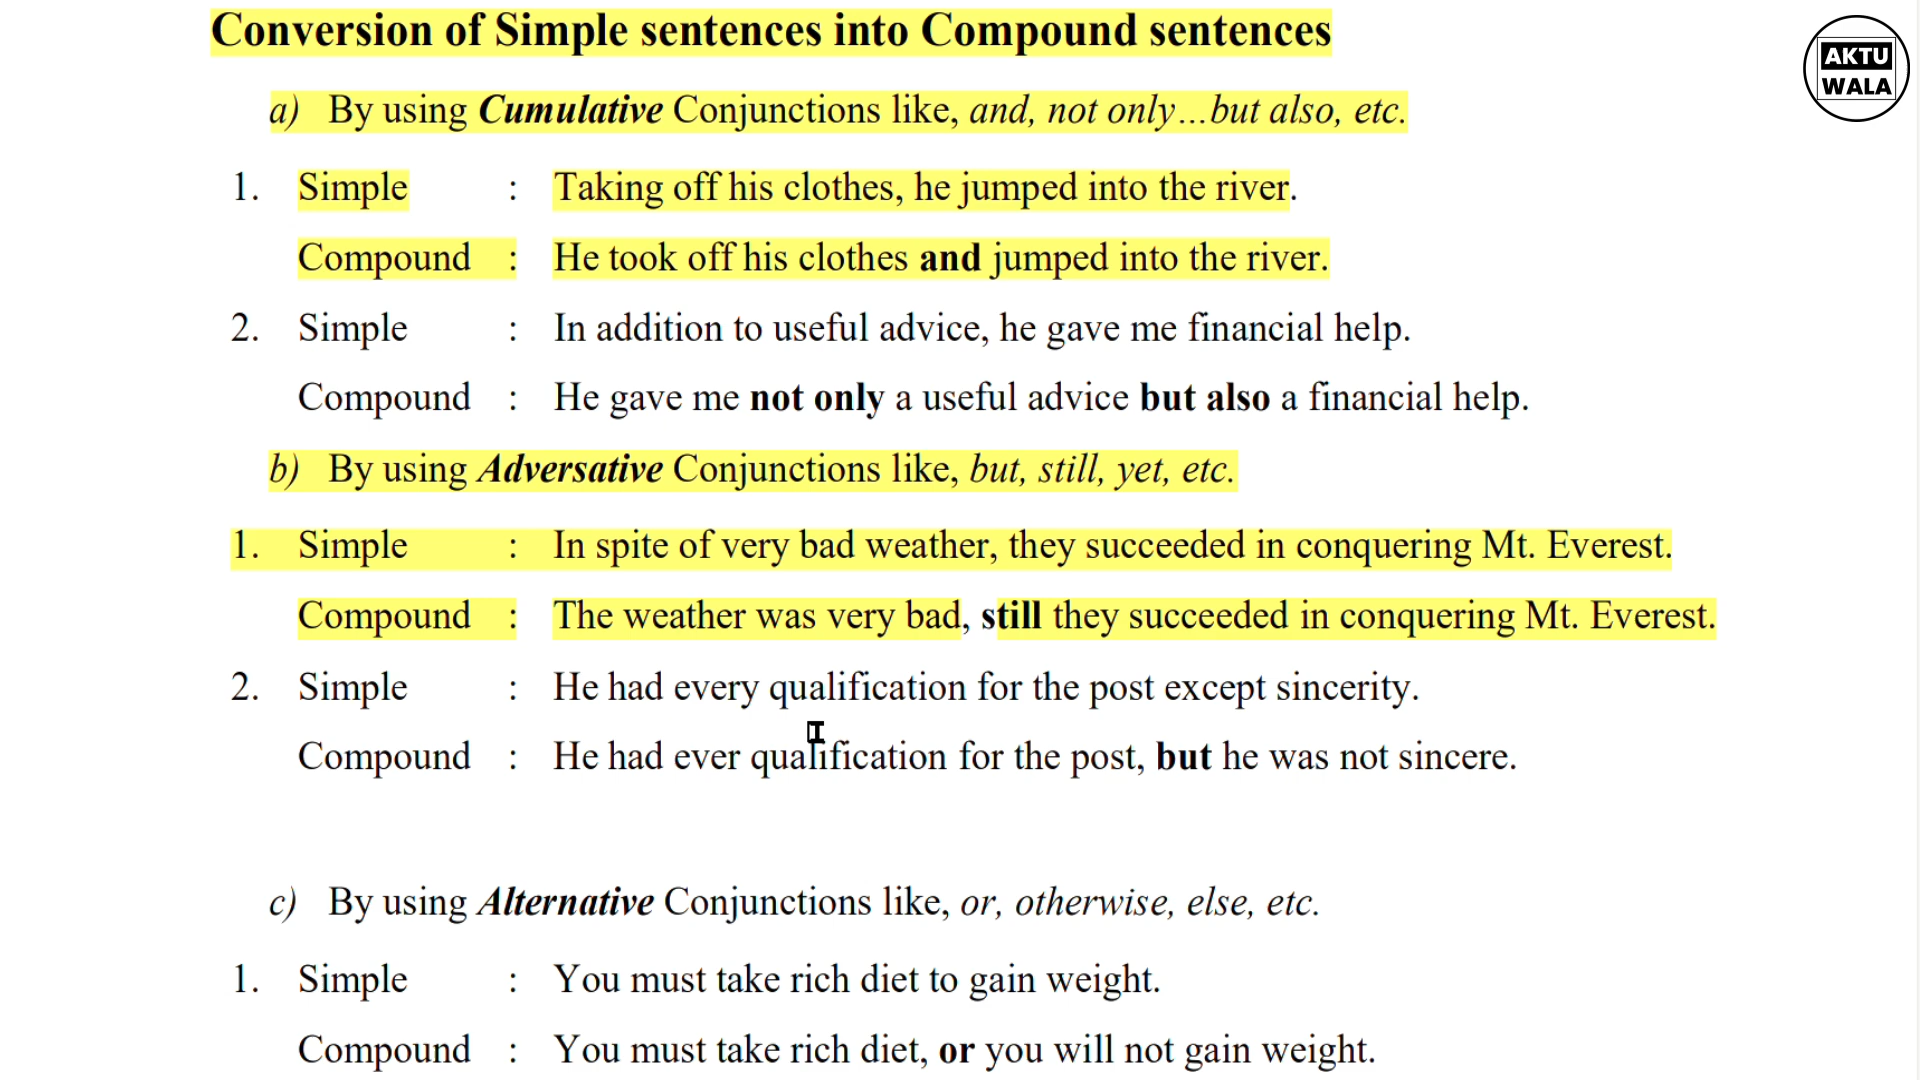 Conversion of Simple sentences into Compound sentences
AKTU
WALA
a) By using Cumulative Conjunctions like, and, not only...but also, etc.
1. Simple : Taking off his clothes, he jumped into the river.
Compound : He took off his clothes and jumped into the river.
2. Simple : In addition to useful advice, he gave me financial help.
Compound : He gave me not only a useful advice but also a financial help.
b) By using Adversative Conjunctions like, but, still, yet, etc.
1. Simple : In spite of very bad weather, they succeeded in conquering Mt. Everest.
Compound : The weather was very bad, still they succeeded in conquering Mt. Everest.
2. Simple : He had every qualification for the post except sincerity.
Compound : He had ever qualification for the post, but he was not sincere.
c) By using Alternative Conjunctions like, or, otherwise, else, etc.
1. Simple : You must take rich diet to gain weight.
Compound : You must take rich diet, or you will not gain weight.